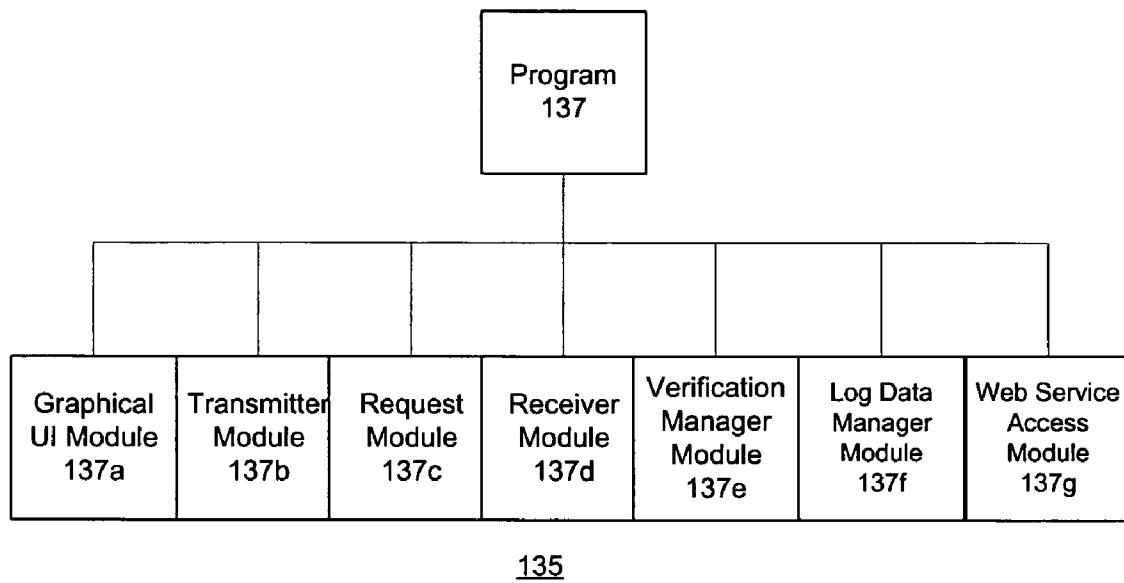 Program
137
Graphical
UI Module
137a
Transmitter
Module
137b
Request
Module
137c
Receiver
Module
137d
Verification
Manager
Module
137e
Log Data
Manager
Module
137f
Web Service
Access
Module
137g
135